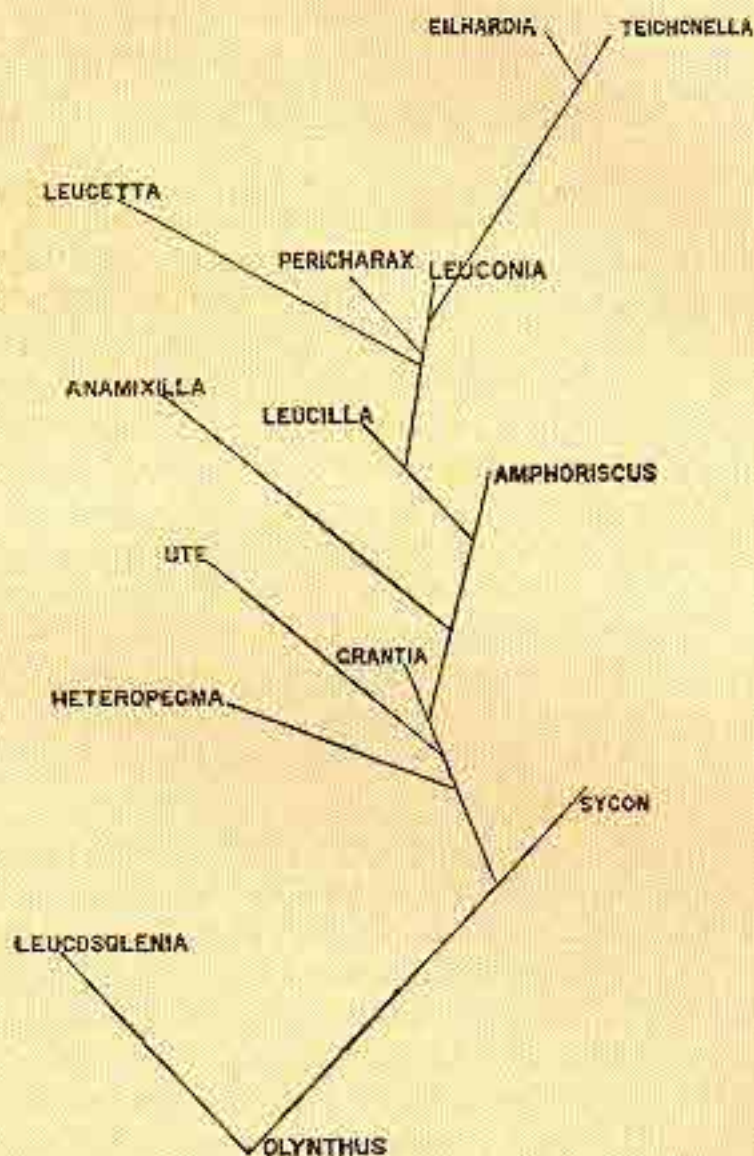 EILHARDIA TEICHONELLA
LEUCETTA
PERICHARAX LEUCONIA
ANAMIXILLA
LEUCILLA
AMPHORISCUS
UTE
GRANTIA
HETEROPEGMA
SYCON
LEUCOSOLENIA
OLYNTHUS